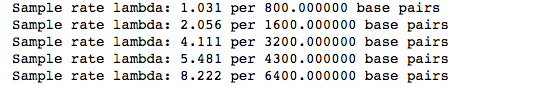 Sample rate lambda: 1.031 per 800.000000 base pairs
Sample rate lambda: 2.056 per 1600.000000 base pairs
Sample rate lambda: 4.111 per 3200.000000 base pairs
Sample rate lambda: 5.481 per 4300.000000 base pairs
Sample rate lambda: 8.222 per 6400.000000 base pairs